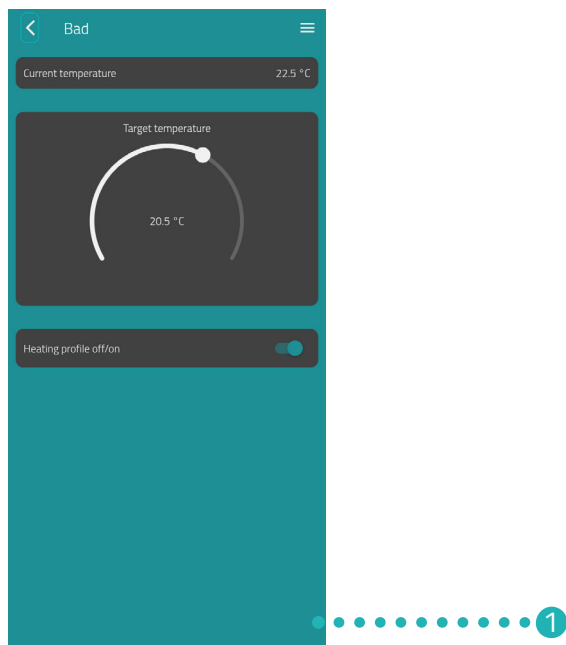 Bad
Current temperature 22.5 °C
Target temperature
20.5 °C
Heating profile off/on
1